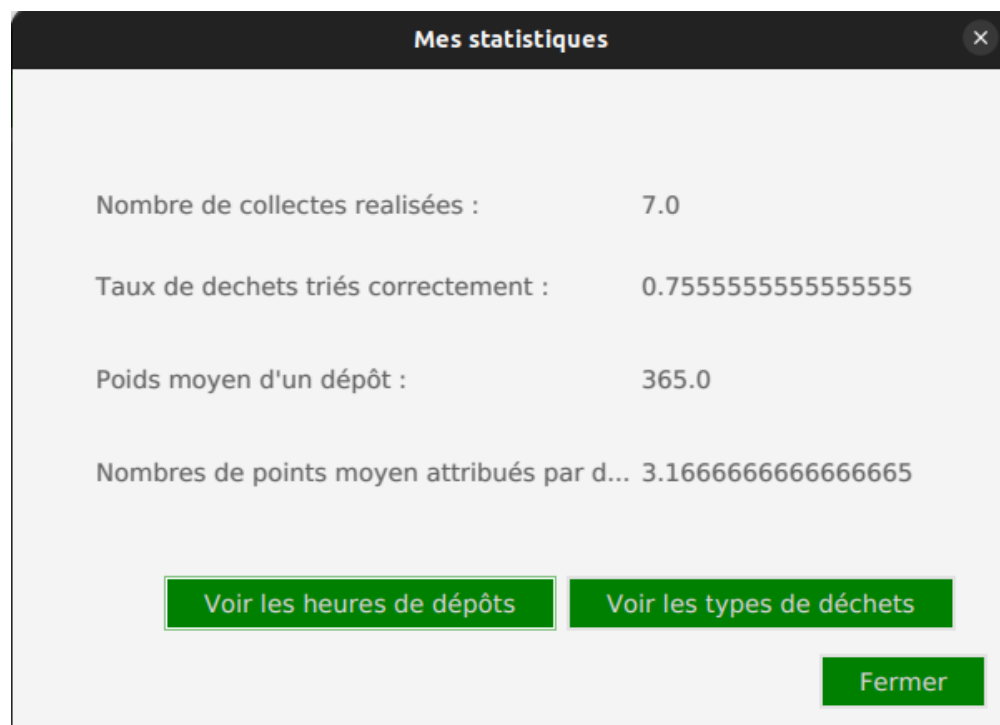 Mes statistiques
Nombre de collectes realisées : 7.0
Taux de dechets triés correctement : 0.7555555555555555
Poids moyen d'un dépôt : 365.0
Nombres de points moyen attribués par d... 3.1666666666666665
Voir les heures de dépôts Voir les types de déchets
Fermer